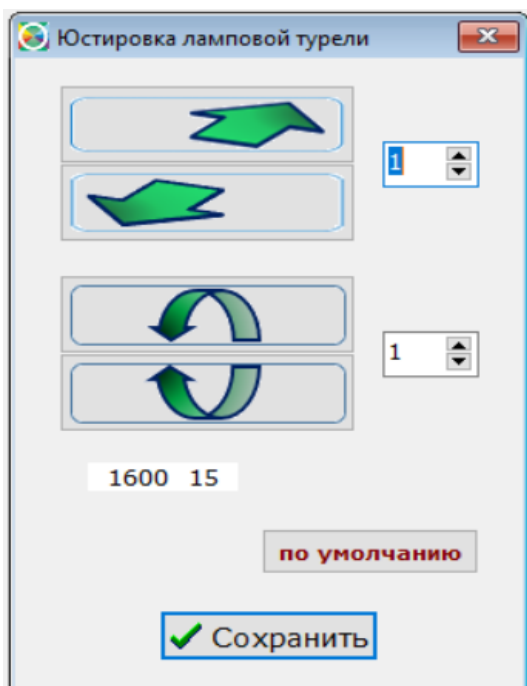 Юстировка ламповой турели
1
1
1600 15
по умолчанию
Сохранить